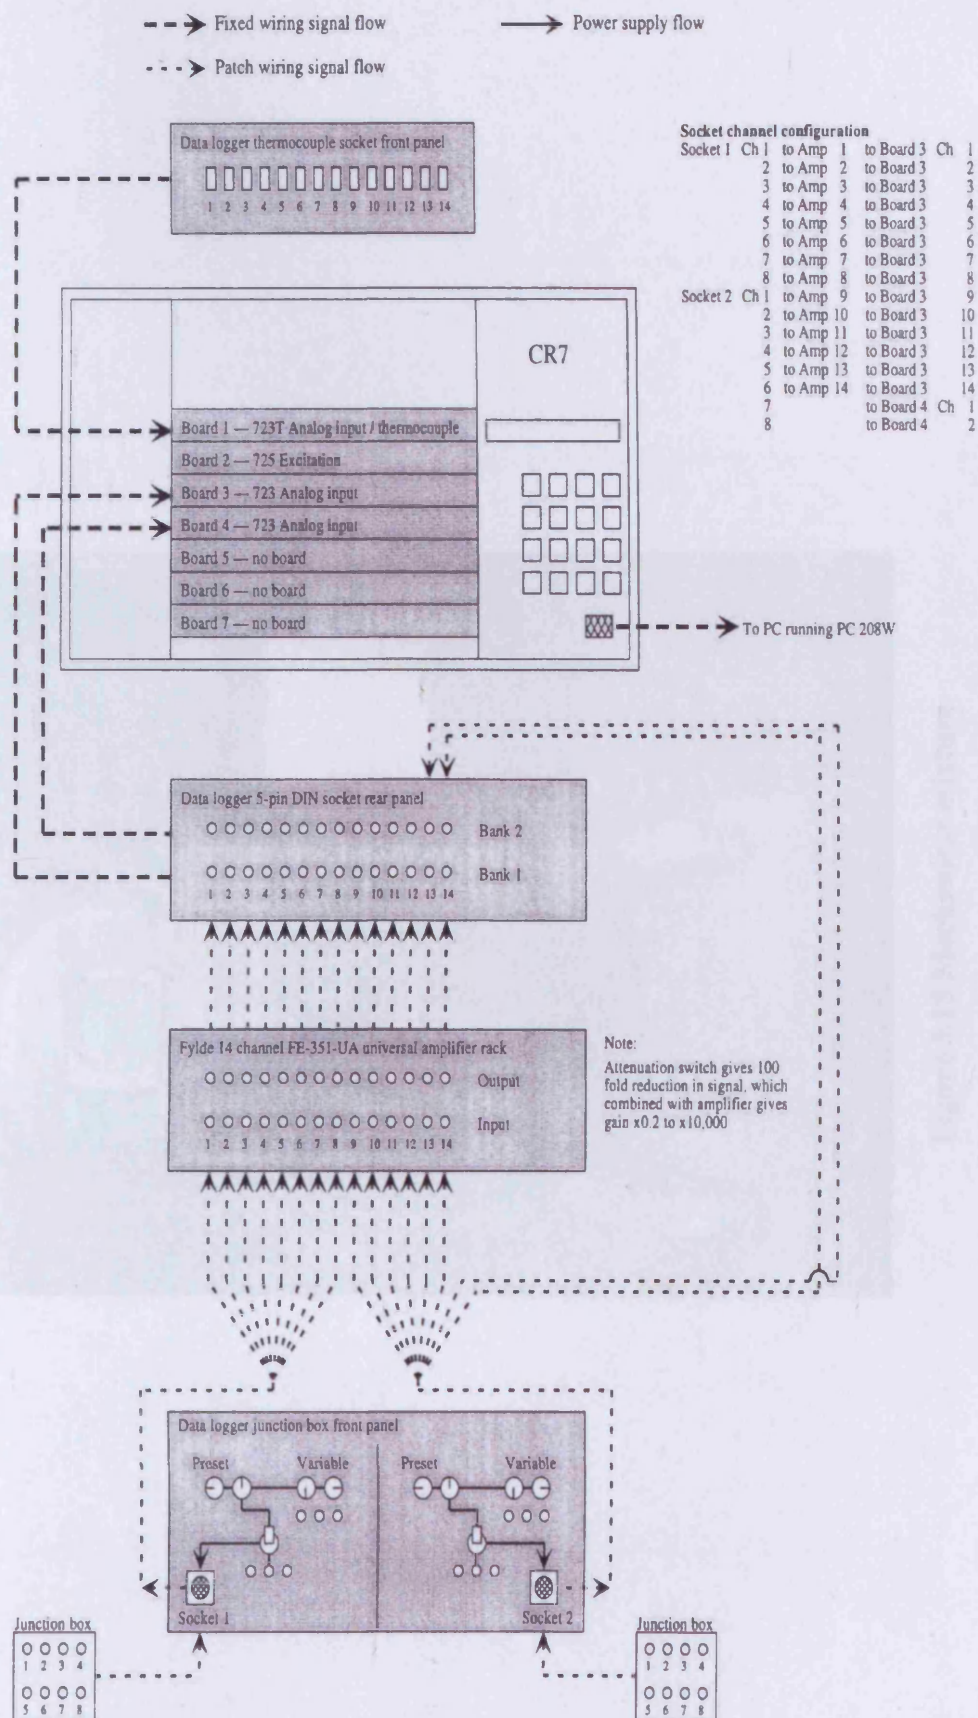 Fixed wiring signal flow
Power supply flow
Patch wiring signal flow
Data logger thermocouple socket front panel
1 2 3 4 5 6 7 8 9 10 11 12 13 14
Socket channel configuration
Socket 1 Ch 1 to Amp 1 to Board 3 Ch 1
2 to Amp 2 to Board 3 2
3 to Amp 3 to Board 3 3
4 to Amp 4 to Board 3 4
5 to Amp 5 to Board 3 5
6 to Amp 6 to Board 3 6
7 to Amp 7 to Board 3 7
8 to Amp 8 to Board 3 8
Socket 2 Ch 1 to Amp 9 to Board 3 9
2 to Amp 10 to Board 3 10
3 to Amp 11 to Board 3 11
4 to Amp 12 to Board 3 12
5 to Amp 13 to Board 3 13
6 to Amp 14 to Board 3 14
7 to Board 4 Ch 1
8 to Board 4 2
CR7
Board 1 — 723T Analog input / thermocouple
Board 2 — 725 Excitation
Board 3 — 723 Analog input
Board 4 — 723 Analog input
Board 5 — no board
Board 6 — no board
Board 7 — no board
To PC running PC 208W
Data logger 5-pin DIN socket rear panel
Bank 2
Bank 1
1 2 3 4 5 6 7 8 9 10 11 12 13 14
Fylde 14 channel FE-351-UA universal amplifier rack
Output
Input
1 2 3 4 5 6 7 8 9 10 11 12 13 14
Note:
Attenuation switch gives 100
fold reduction in signal, which
combined with amplifier gives
gain x0.2 to x10,000
Data logger junction box front panel
Preset Variable
Preset Variable
Socket 1
Socket 2
Junction box
1 2 3 4
5 6 7 8
Junction box
1 2 3 4
5 6 7 8